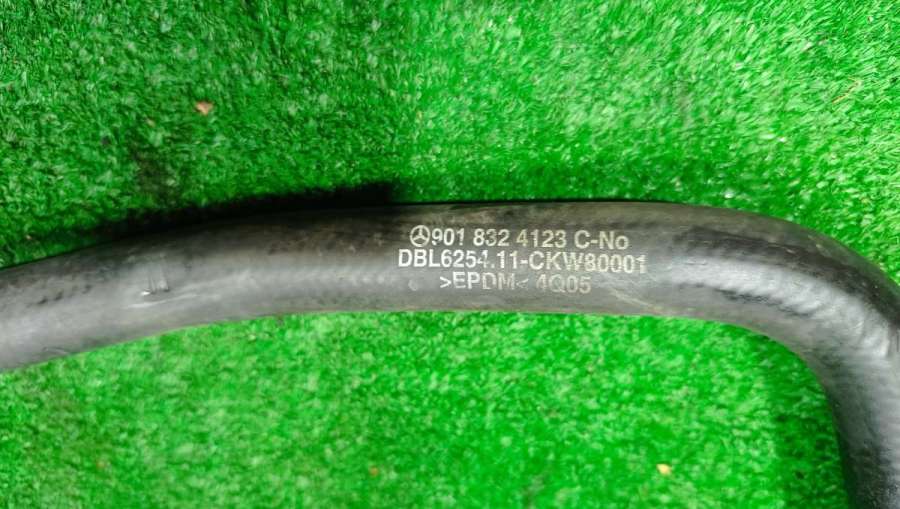 901 832 4123 C-No
DBL6254.11-CKW80001
>EPDM< 4Q05